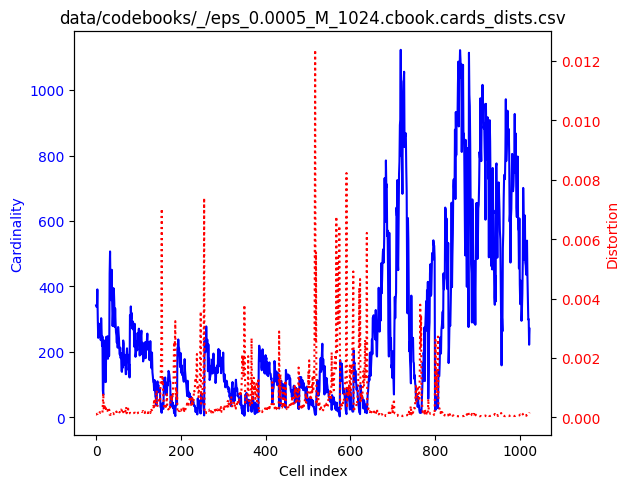 data/codebooks/_/eps_0.0005_M_1024.cbook.cards_dists.csv
Cardinality
1000
800
600
400
200
0
0.012
0.010
0.008
0.006
0.004
0.002
0.000
Distortion
0 200 400 600 800 1000
Cell index